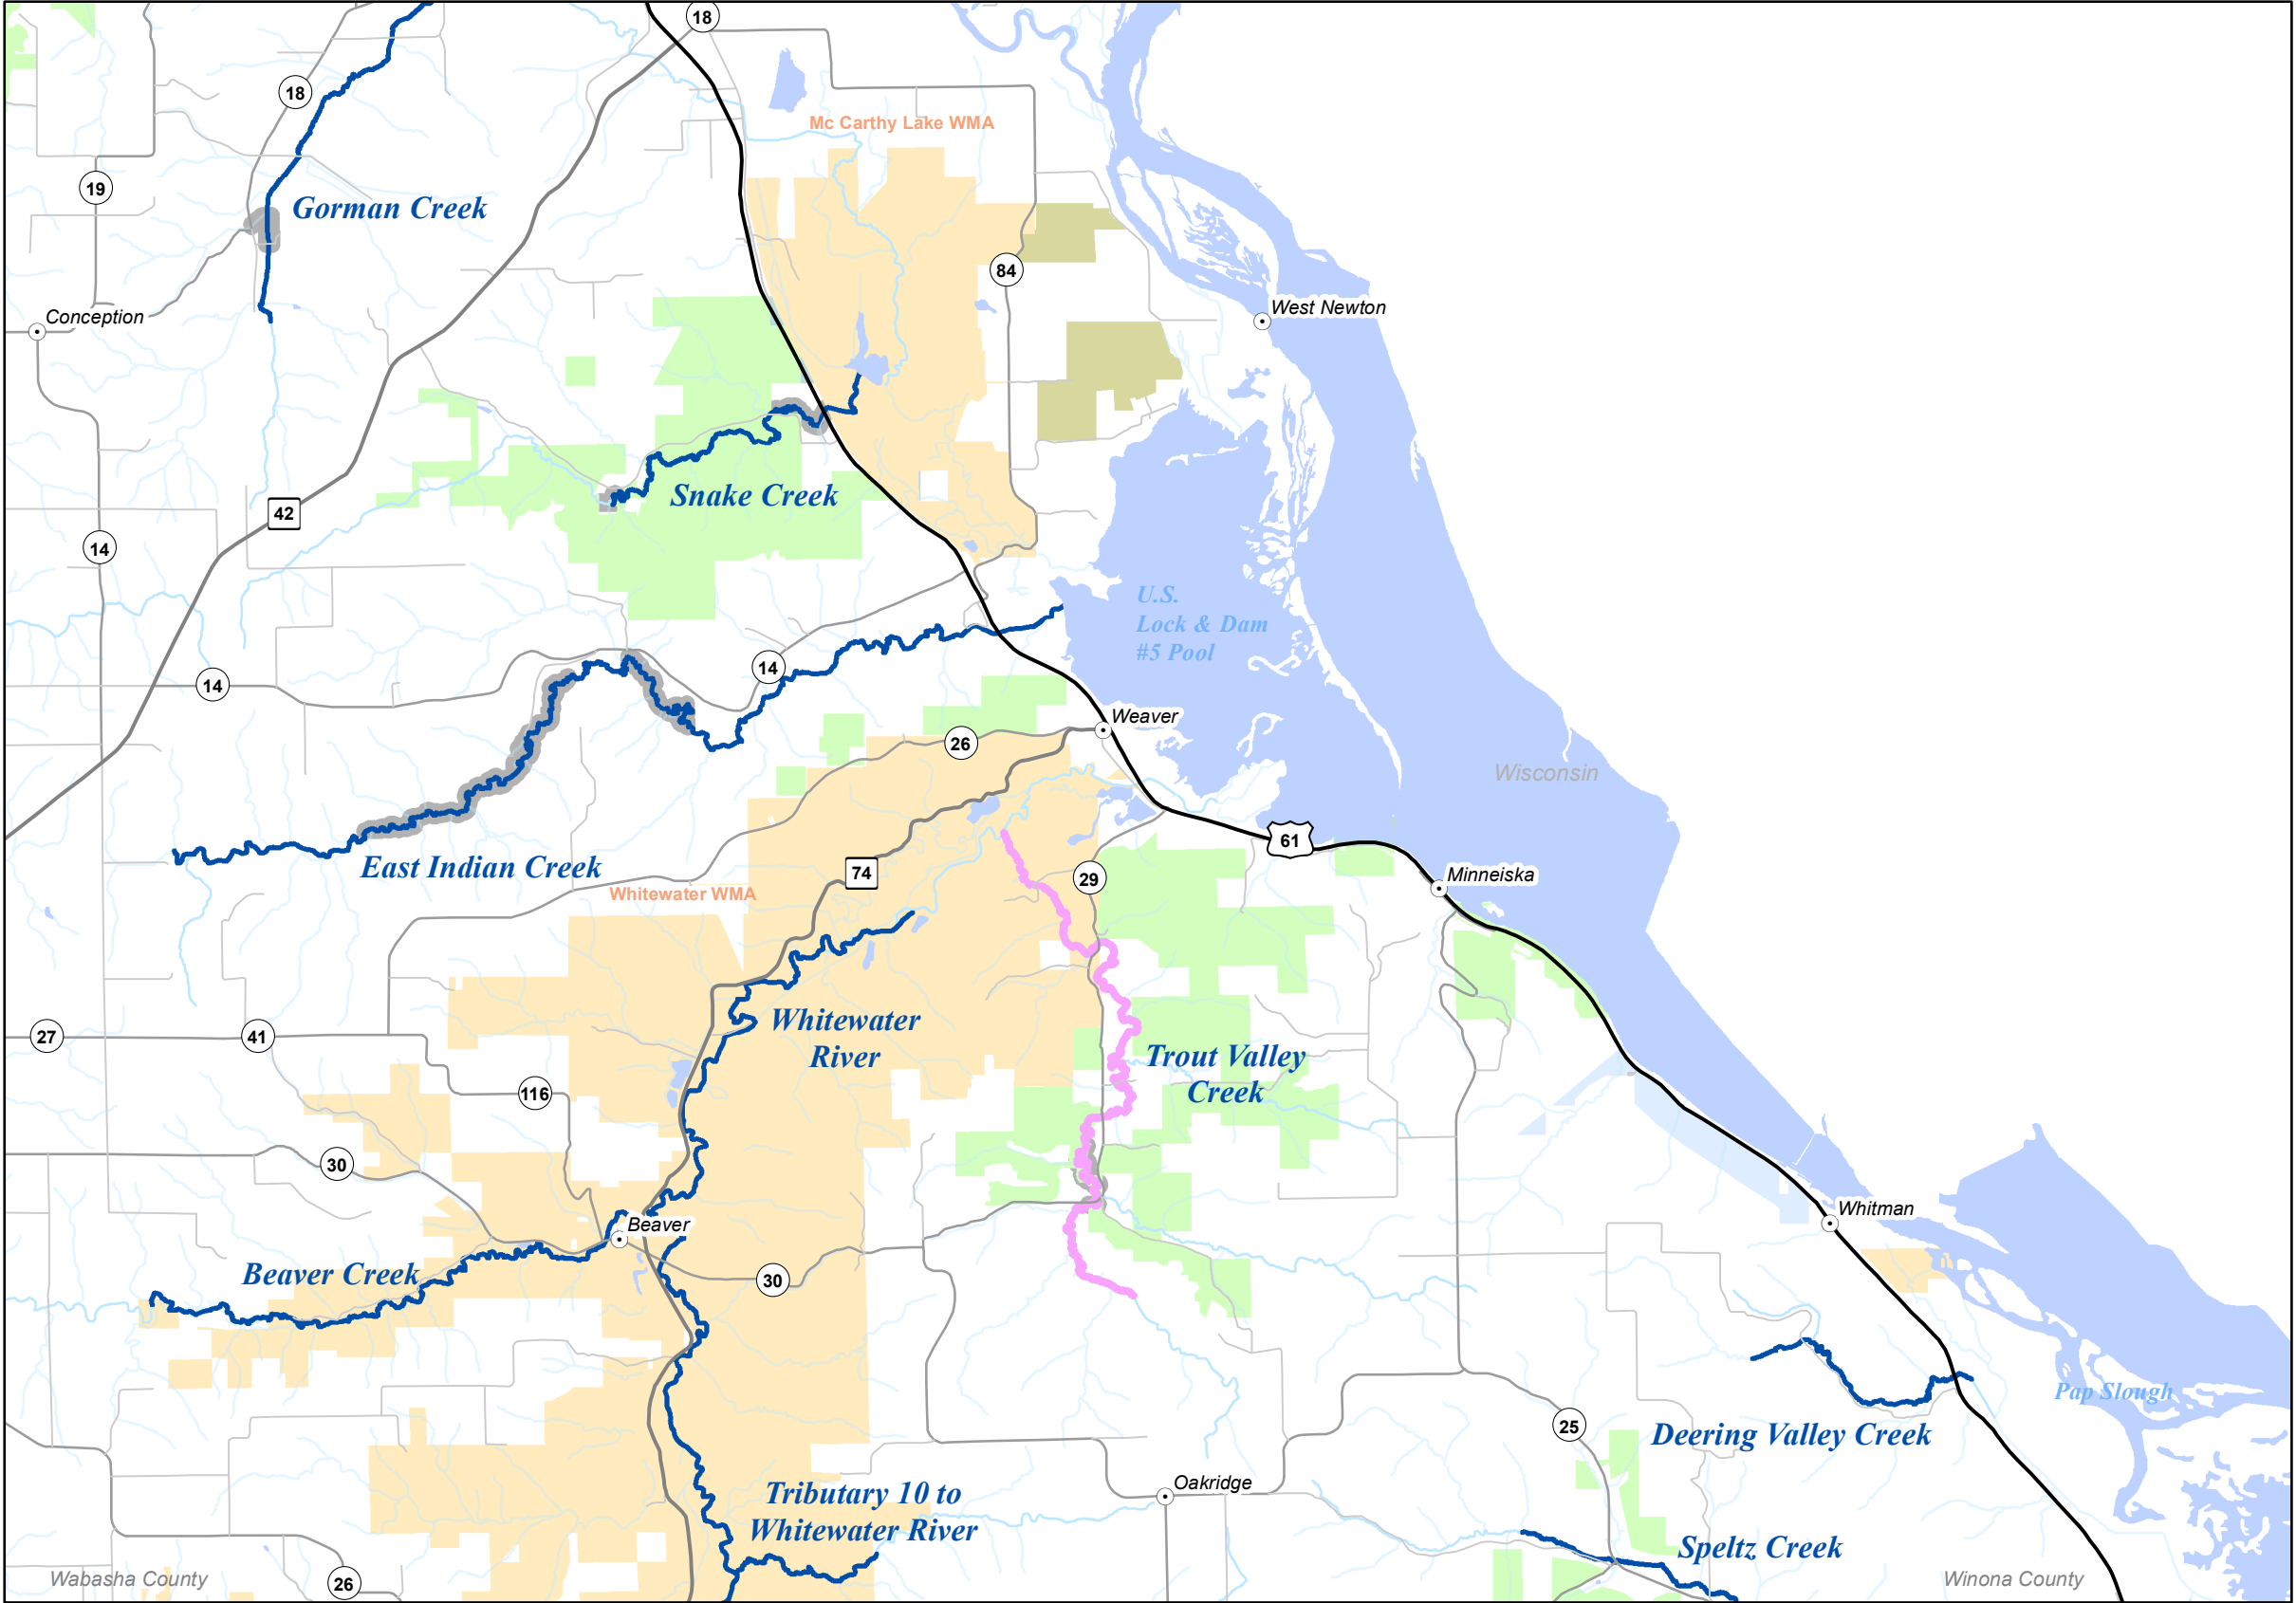 18
Mc Carthy Lake WMA
18
19
Gorman Creek
84
Conception
West Newton
Snake Creek
42
14
U.S.
Lock & Dam
#5 Pool
14
14
Weaver
26
Wisconsin
61
East Indian Creek
74
29
Minneiska
Whitewater WMA
Whitewater
River
27
41
Trout Valley
Creek
116
30
Whitman
Beaver
Beaver Creek
30
Pap Slough
25
Deering Valley Creek
Oakridge
Tributary 10 to
Whitewater River
Speltz Creek
Wabasha County
26
Winona County